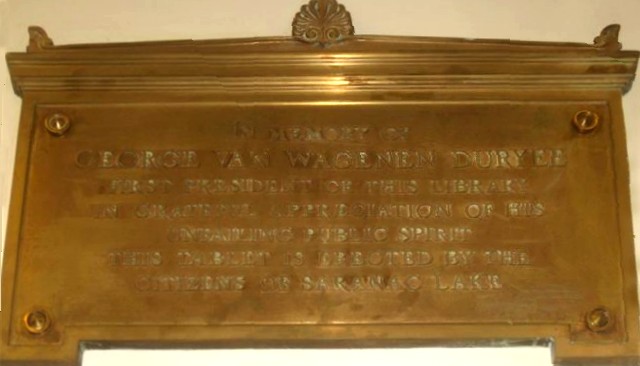 IN MEMORY OF
GEORGE VAN WAGENEN DURYEE
FIRST PRESIDENT OF THIS LIBRARY
IN GRATEFUL APPRECIATION OF HIS
UNFAILING PUBLIC SPIRIT
THIS TABLET IS ERECTED BY THE
CITIZENS OF SARANAC LAKE